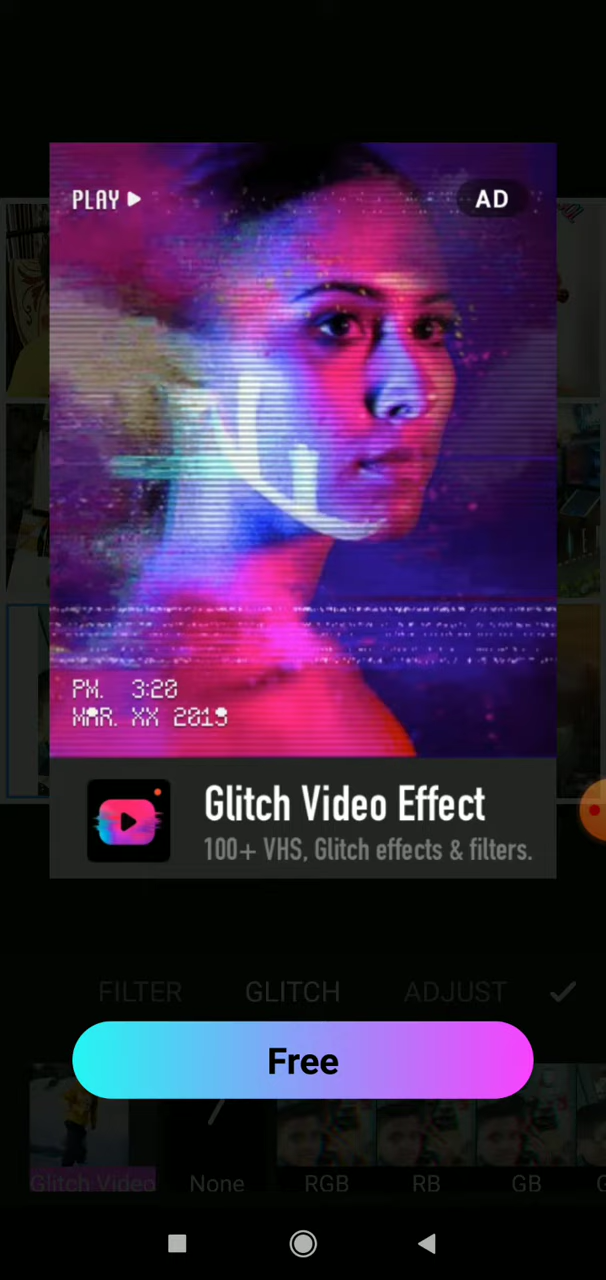 PLAY
AD
PM. 3:20
MAR. XX 2019
Glitch Video Effect
100+ VHS, Glitch effects & filters.
FILTER GLITCH ADJUST
Free
Glitch Video None RGB RB GB